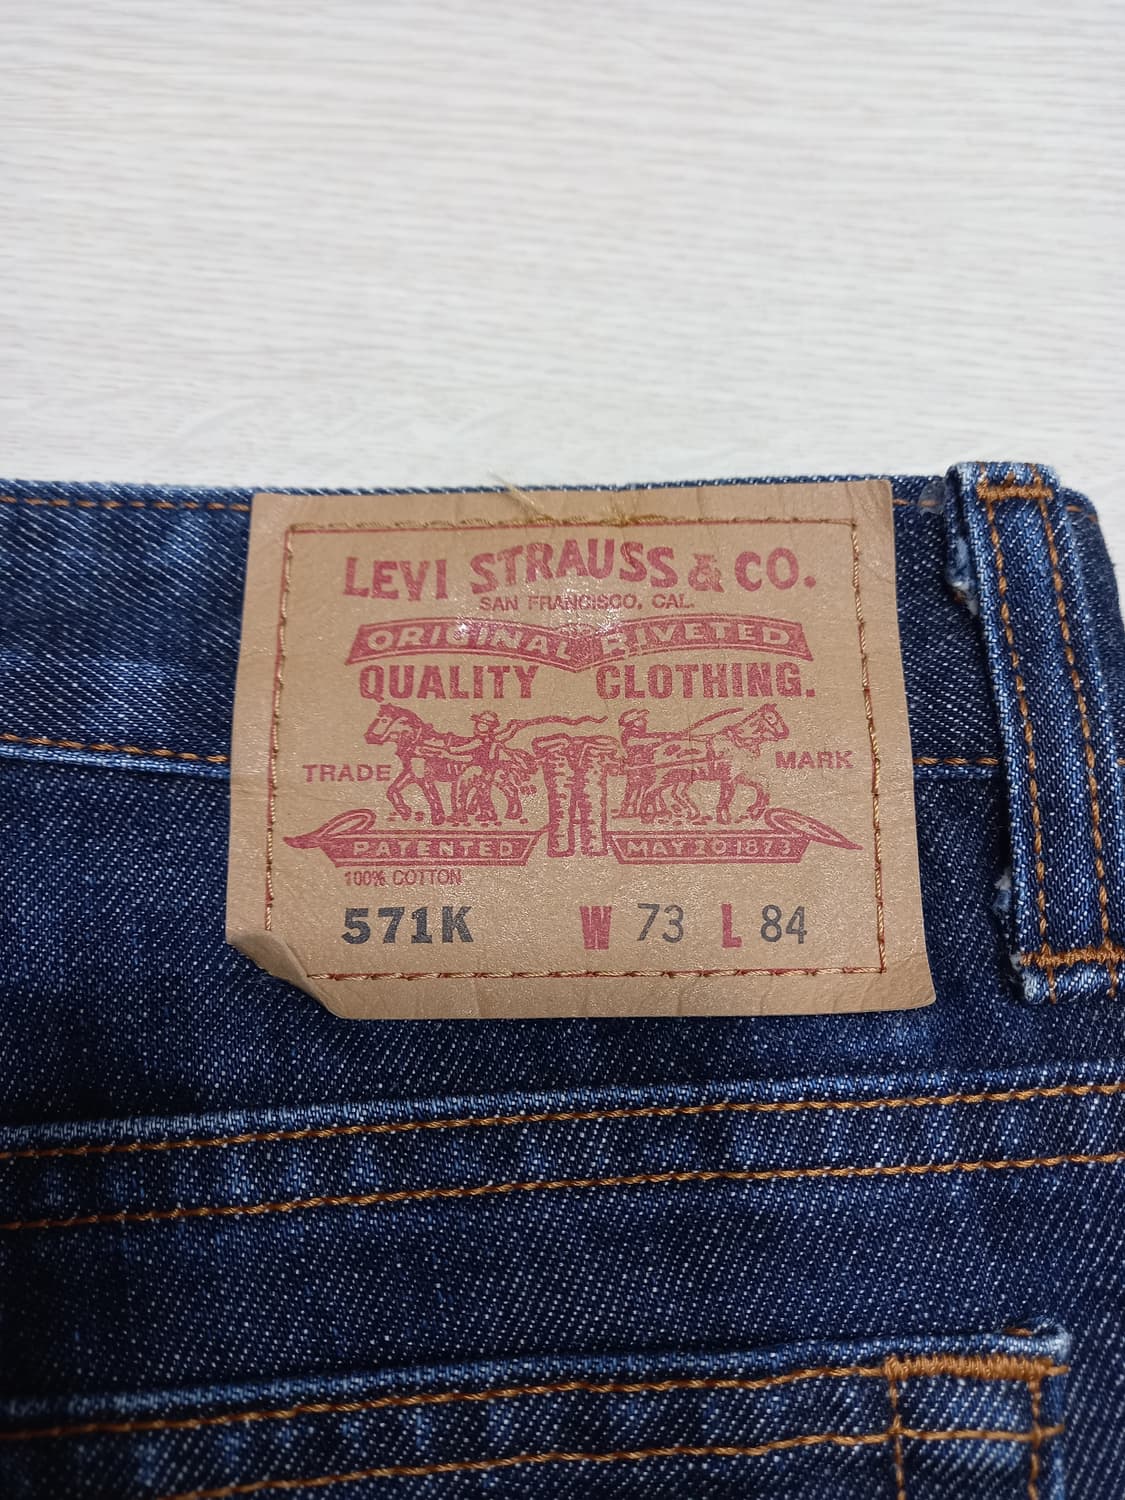 LEVI STRAUSS & CO.
SAN FRANCISCO, CAL.
ORIGINAL RIVETED
QUALITY CLOTHING.
TRADE MARK
PATENTED MAY 20 1873
100% COTTON
571K W 73 L 84